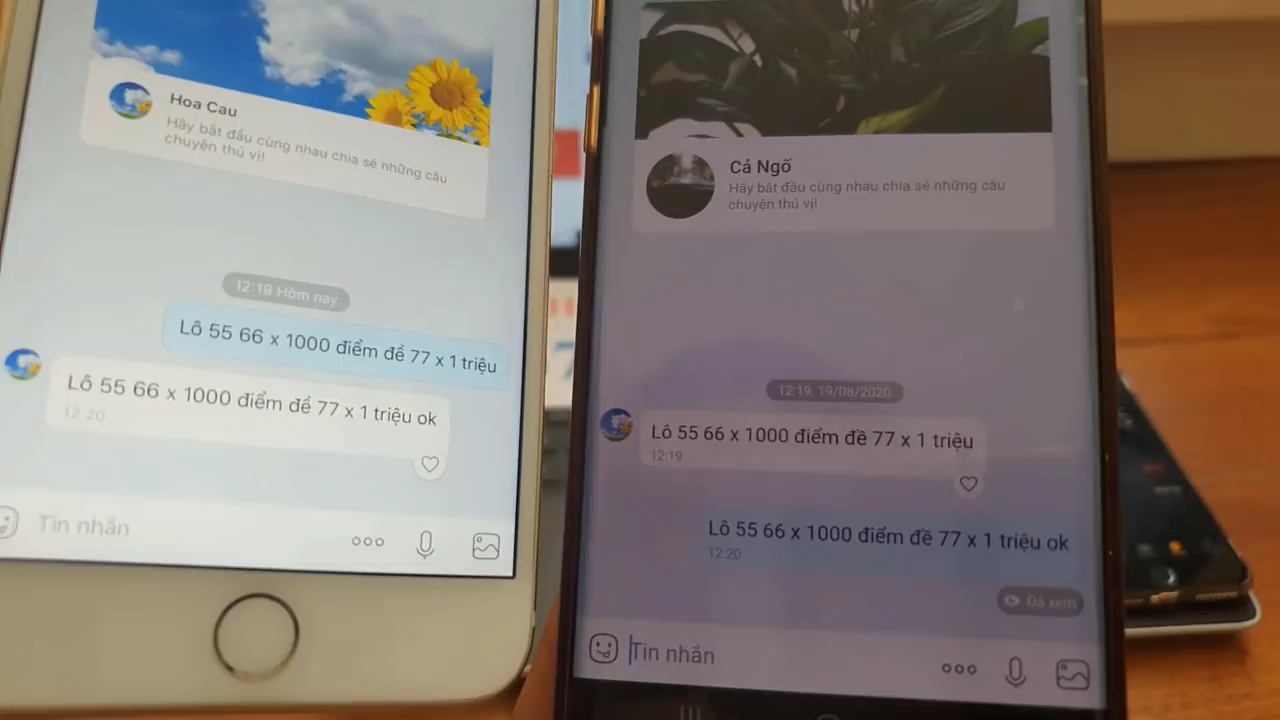 Hoa Cau
Hãy bắt đầu cùng nhau chia sẻ những câu
chuyện thú vị!
12:19 Hôm nay
Lô 55 66 x 1000 điểm đề 77 x 1 triệu
Lô 55 66 x 1000 điểm đề 77 x 1 triệu ok
12:20
Tin nhắn
Cả Ngố
Hãy bắt đầu cùng nhau chia sẻ những câu
chuyện thú vị!
12:19, 19/08/2020
Lô 55 66 x 1000 điểm đề 77 x 1 triệu
12:19
Lô 55 66 x 1000 điểm đề 77 x 1 triệu ok
12:20
Đã xem
Tin nhắn